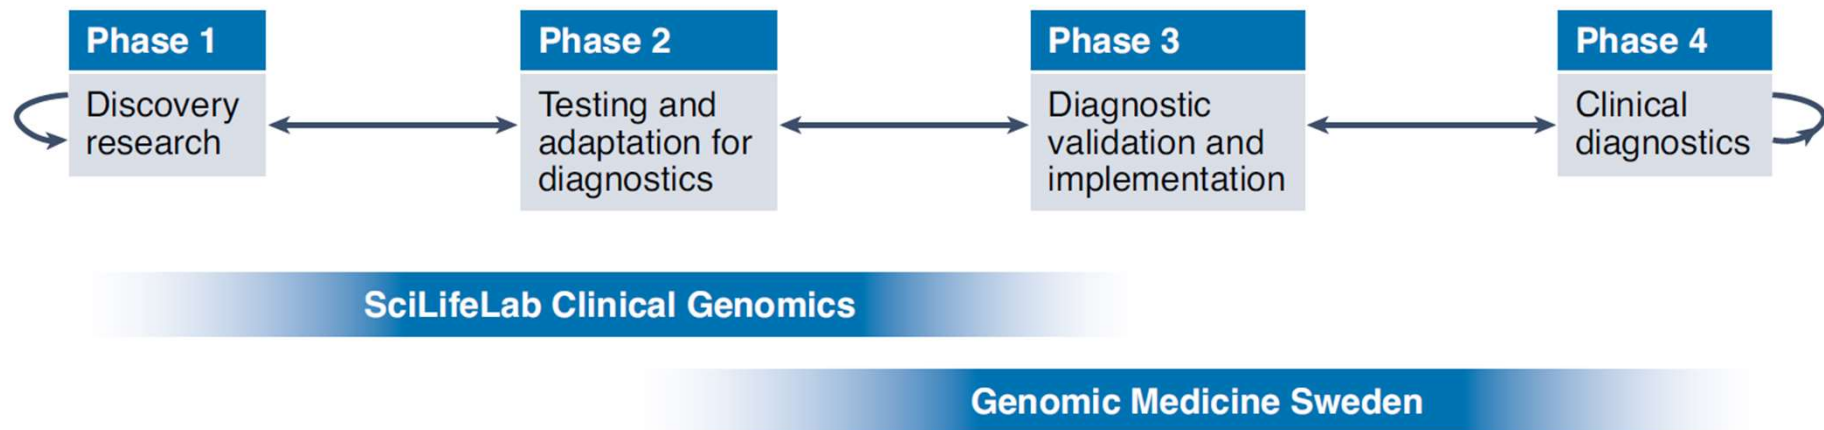 Phase 1
Discovery
research
Phase 2
Testing and
adaptation for
diagnostics
Phase 3
Diagnostic
validation and
implementation
Phase 4
Clinical
diagnostics
SciLifeLab Clinical Genomics
Genomic Medicine Sweden